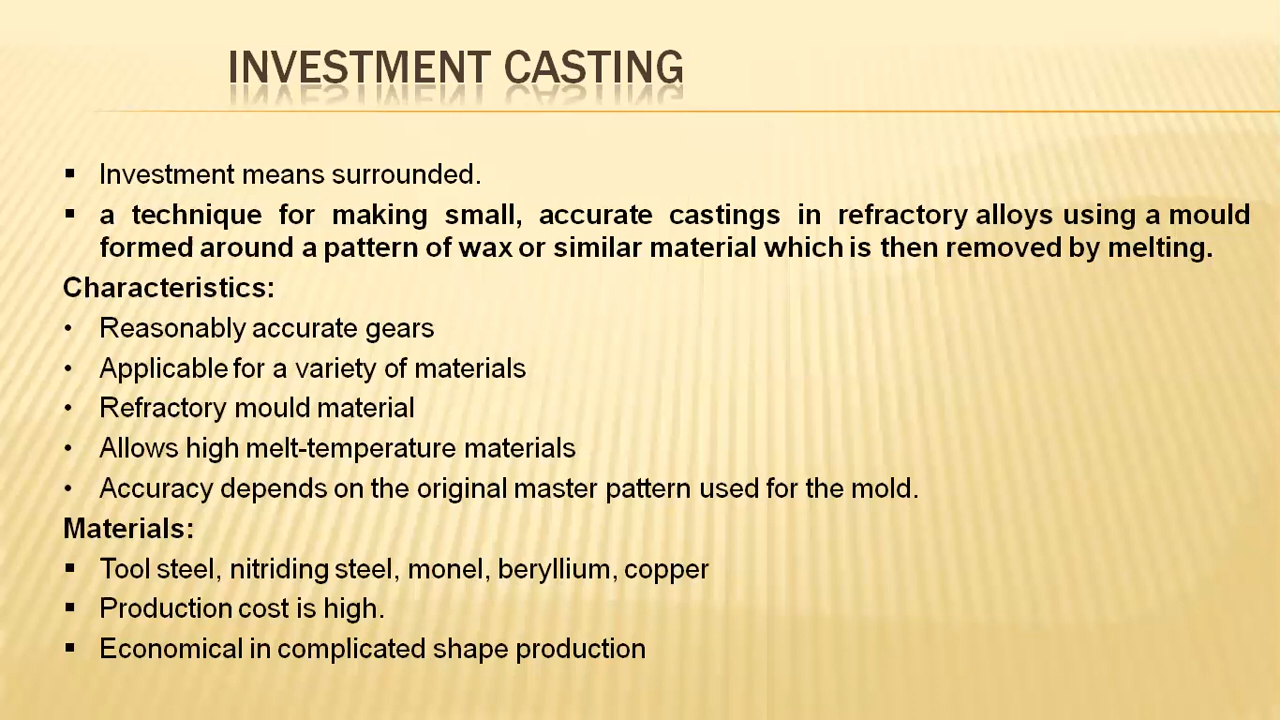 INVESTMENT CASTING
▪ Investment means surrounded.
▪ a technique for making small, accurate castings in refractory alloys using a mould
formed around a pattern of wax or similar material which is then removed by melting.
Characteristics:
• Reasonably accurate gears
• Applicable for a variety of materials
• Refractory mould material
• Allows high melt-temperature materials
• Accuracy depends on the original master pattern used for the mold.
Materials:
▪ Tool steel, nitriding steel, monel, beryllium, copper
▪ Production cost is high.
▪ Economical in complicated shape production